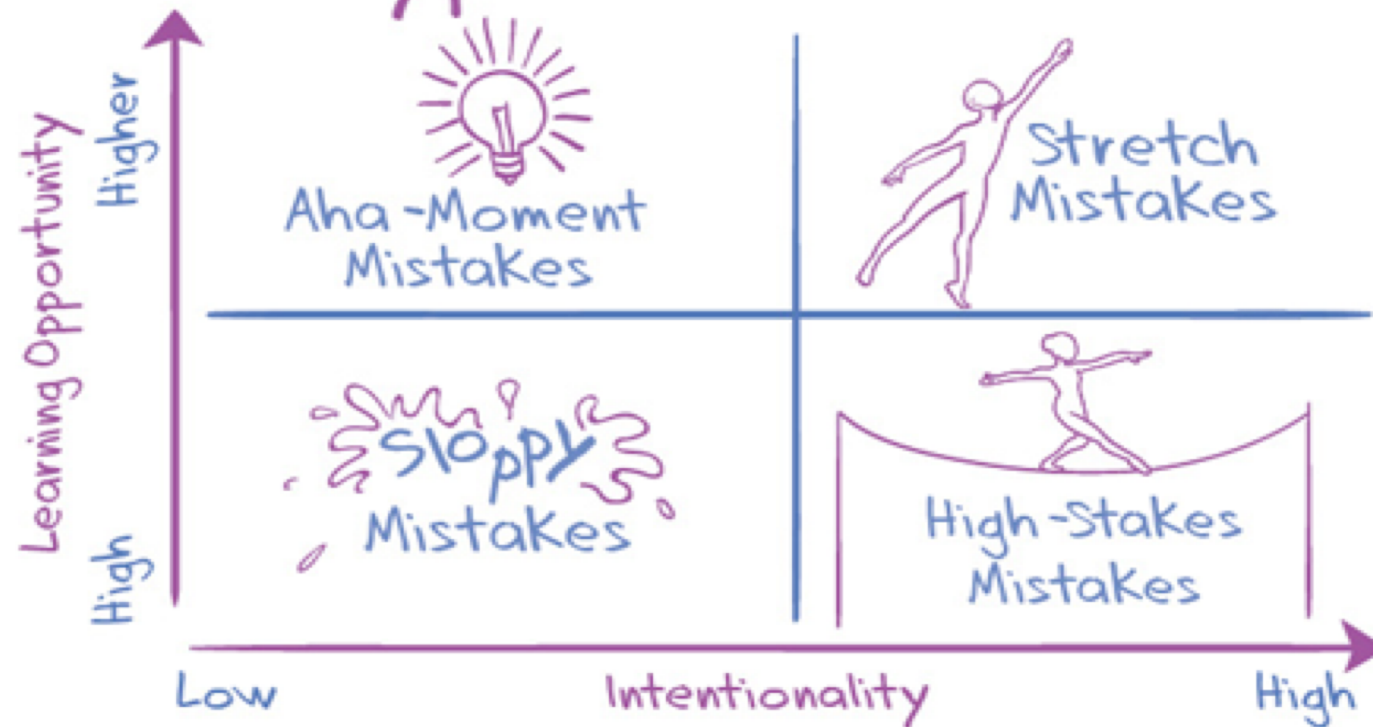 Learning Opportunity
Higher
High
Aha-Moment
Mistakes
Stretch
Mistakes
Sloppy
Mistakes
High-Stakes
Mistakes
Low
Intentionality
High